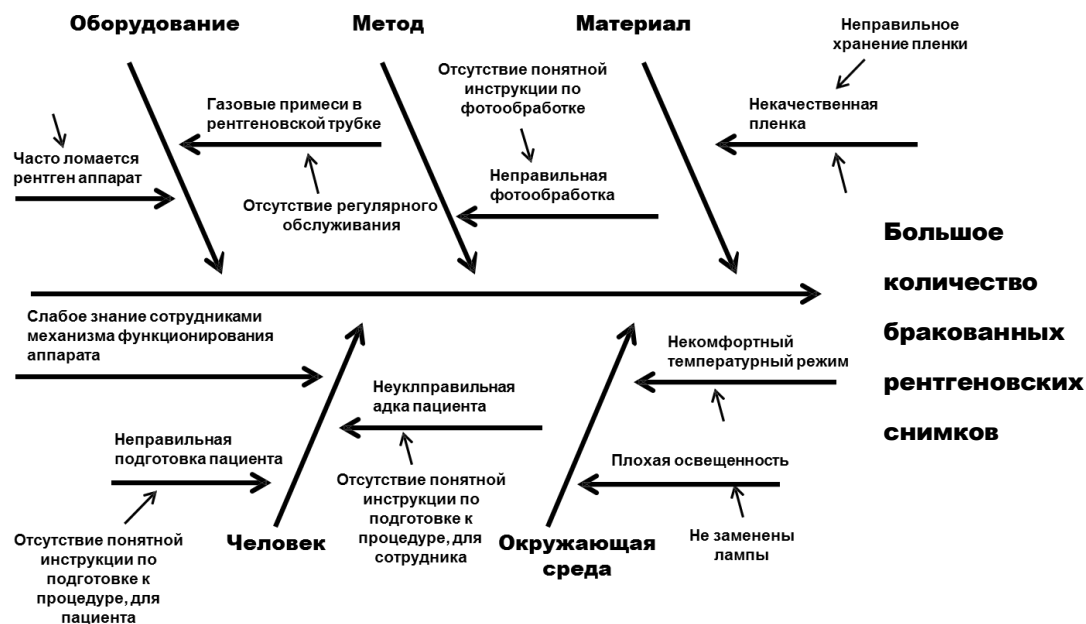 Оборудование
Метод
Материал
Неправильное
хранение пленки
Отсутствие понятной
инструкции по
фотообработке
Газовые примеси в
рентгеновской трубке
Некачественная
пленка
Часто ломается
рентген аппарат
Неправильная
фотообработка
Отсутствие регулярного
обслуживания
Большое
количество
бракованных
рентгеновских
снимков
Слабое знание сотрудниками
механизма функционирования
аппарата
Некомфортный
температурный режим
Неуклправильная
адка пациента
Неправильная
подготовка пациента
Плохая освещенность
Отсутствие понятной
инструкции по
подготовке к
процедуре, для
сотрудника
Не заменены
лампы
Отсутствие понятной
инструкции по
подготовке к
процедуре, для
пациента
Человек
Окружающая
среда